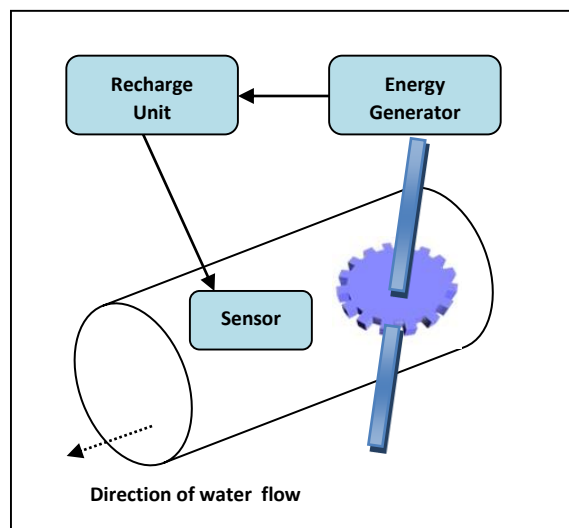 Recharge
Unit
Energy
Generator
Sensor
Direction of water flow